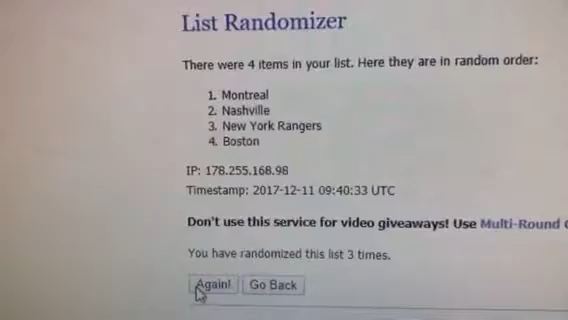 List Randomizer
There were 4 items in your list. Here they are in random order:
1. Montreal
2. Nashville
3. New York Rangers
4. Boston
IP: 178.255.168.98
Timestamp: 2017-12-11 09:40:33 UTC
Don't use this service for video giveaways! Use Multi-Round
You have randomized this list 3 times.
Again! Go Back